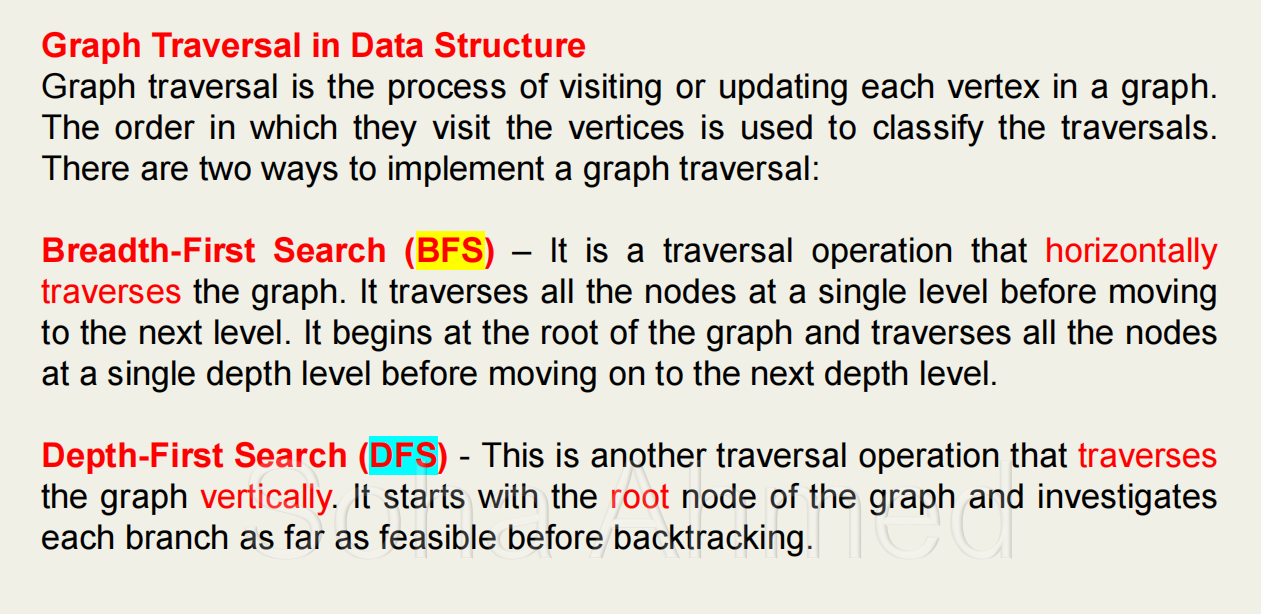 Graph Traversal in Data Structure
Graph traversal is the process of visiting or updating each vertex in a graph.
The order in which they visit the vertices is used to classify the traversals.
There are two ways to implement a graph traversal:
Breadth-First Search (BFS) – It is a traversal operation that horizontally
traverses the graph. It traverses all the nodes at a single level before moving
to the next level. It begins at the root of the graph and traverses all the nodes
at a single depth level before moving on to the next depth level.
Depth-First Search (DFS) - This is another traversal operation that traverses
the graph vertically. It starts with the root node of the graph and investigates
each branch as far as feasible before backtracking.
Soha Ahmed